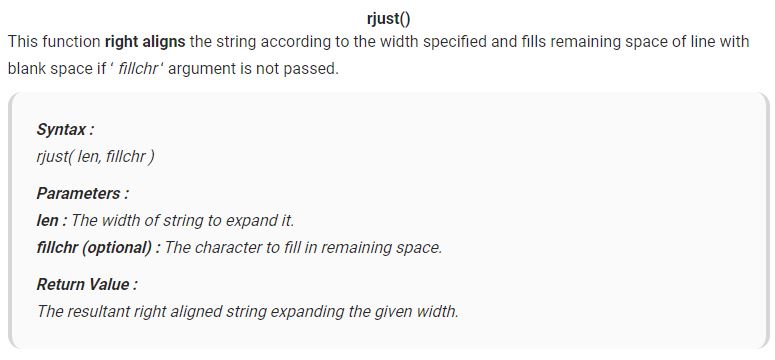 rjust()
This function right aligns the string according to the width specified and fills remaining space of line with
blank space if ‘ fillchr ‘ argument is not passed.
Syntax :
rjust( len, fillchr )
Parameters :
len : The width of string to expand it.
fillchr (optional) : The character to fill in remaining space.
Return Value :
The resultant right aligned string expanding the given width.